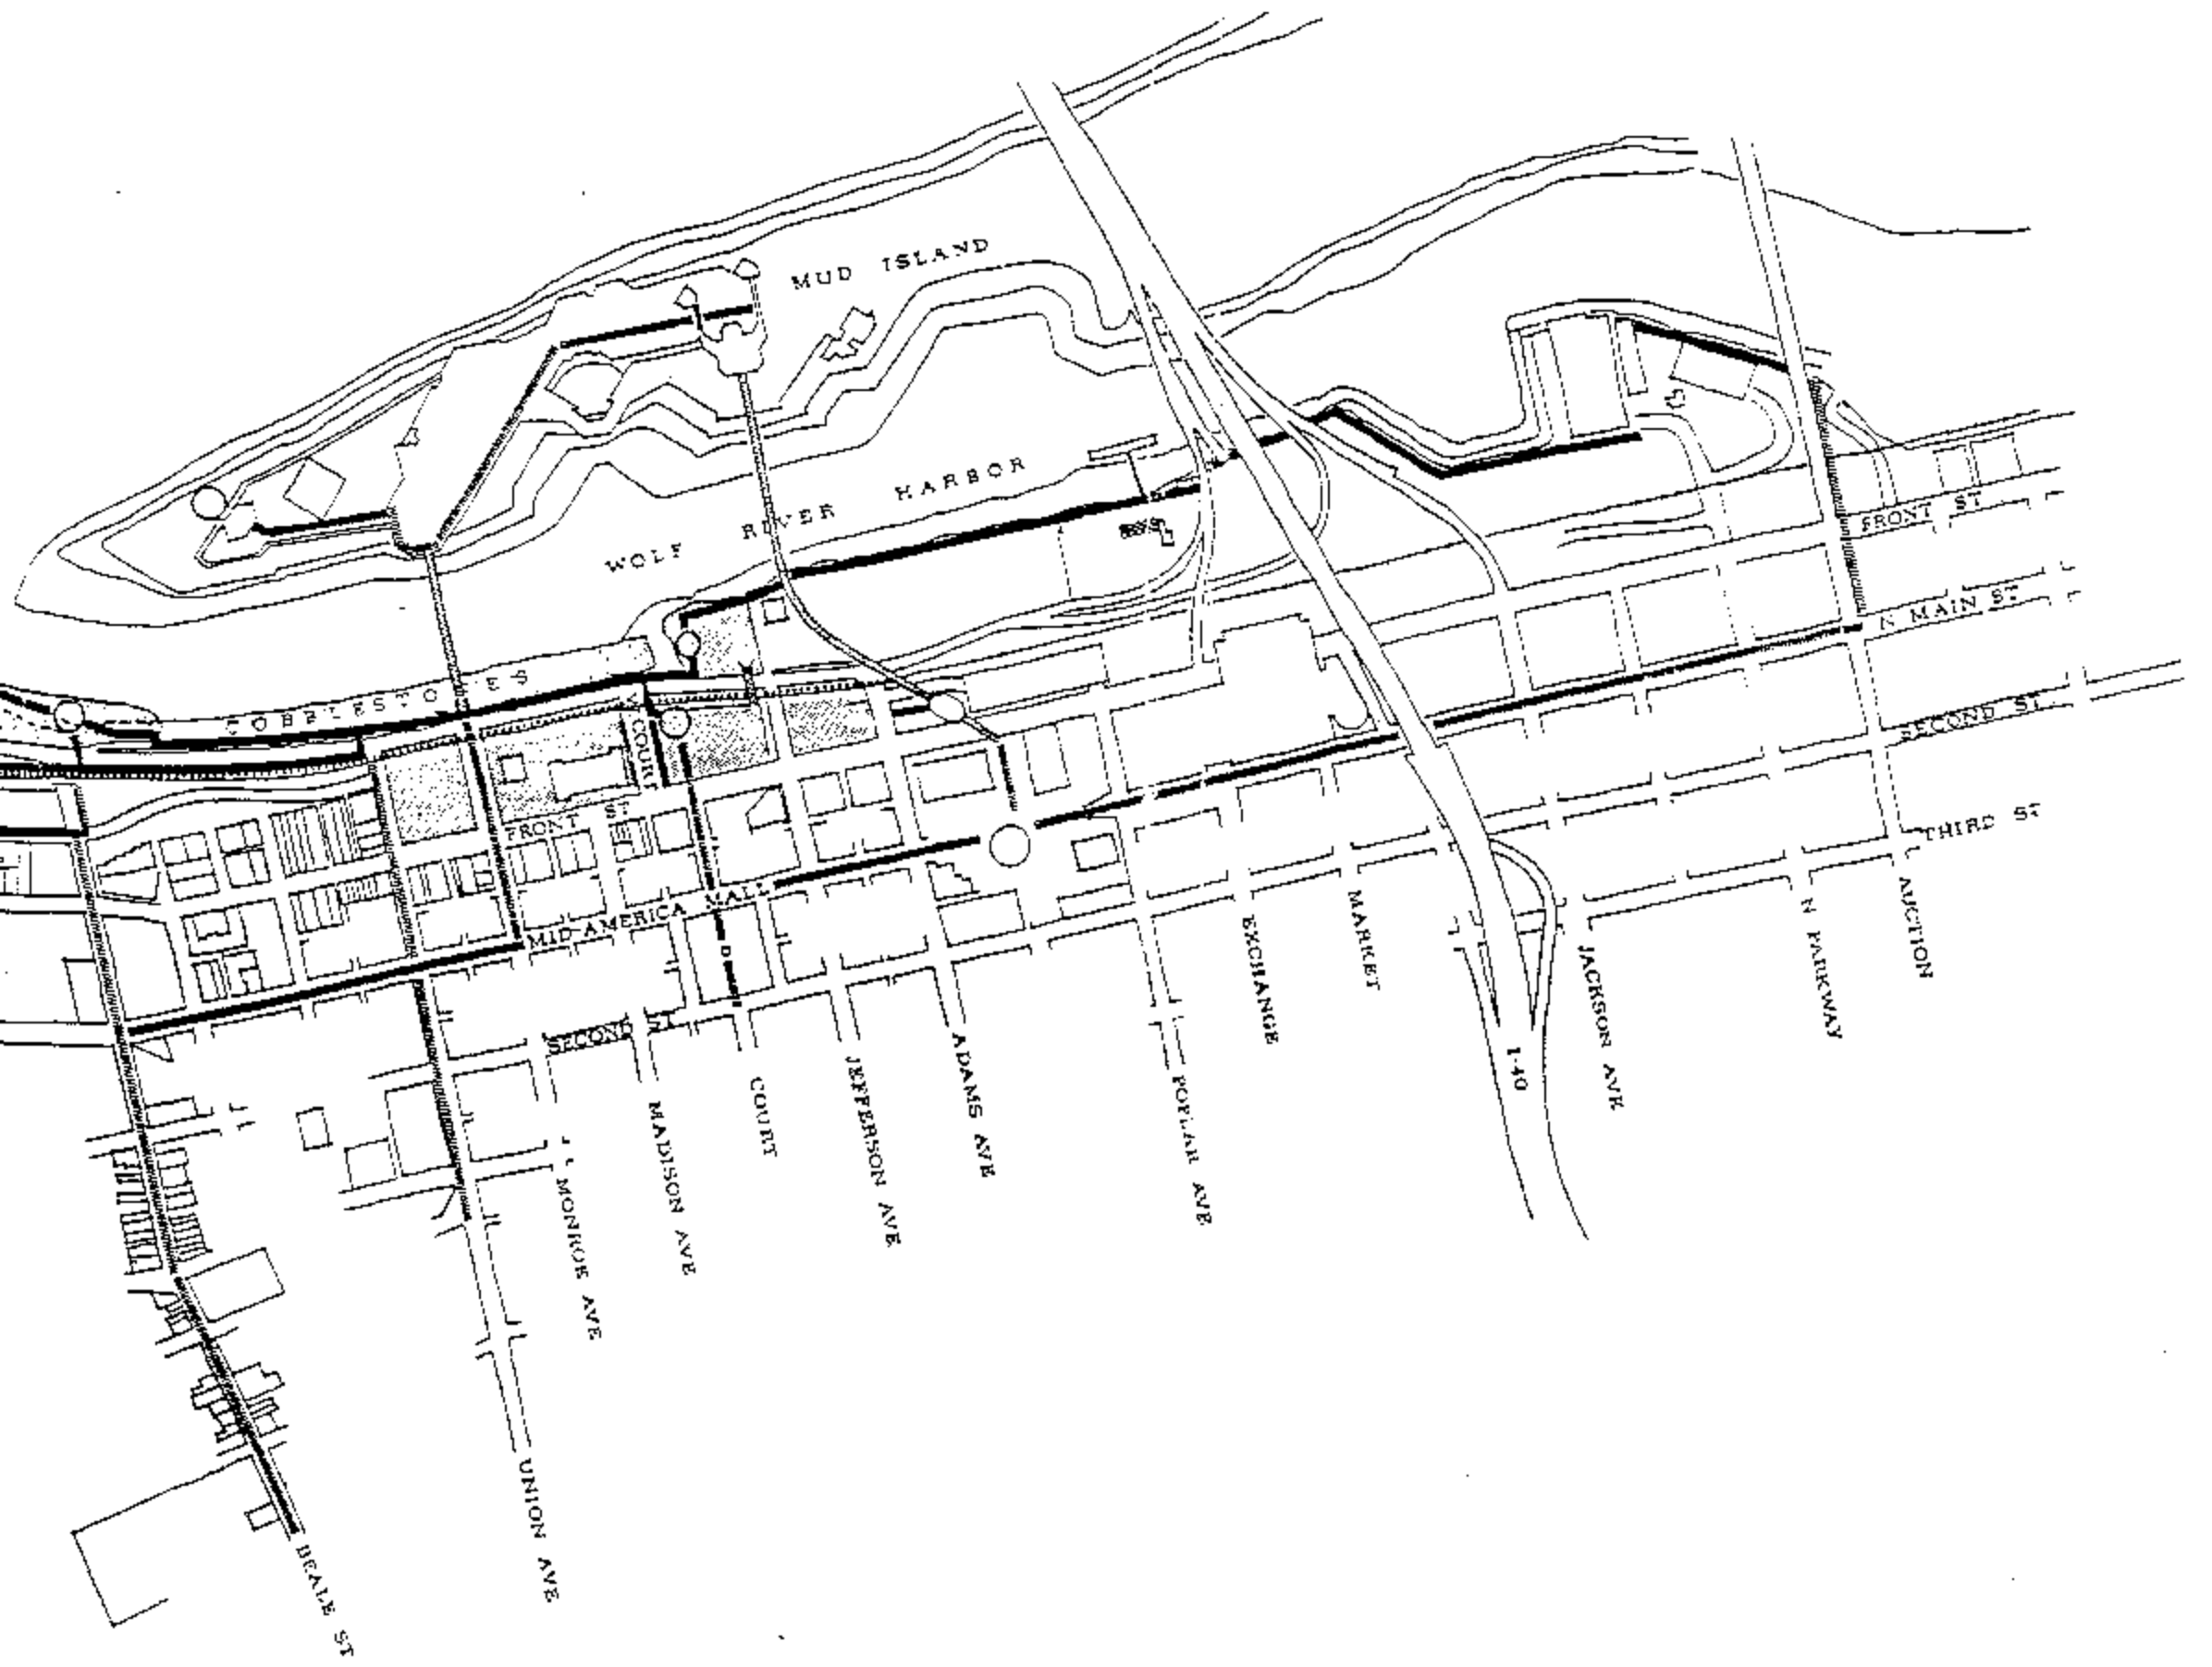 MUD ISLAND
WOLF RIVER HARBOR
COBBLESTONES
FRONT ST
N MAIN ST
SECOND ST
THIRD ST
COURT
FRONT ST
MID-AMERICA MALL
SECOND ST
BEALE ST
UNION AVE
MONROE AVE
MADISON AVE
COURT
JEFFERSON AVE
ADAMS AVE
POPLAR AVE
EXCHANGE
MARKET
I-40
JACKSON AVE
N PARKWAY
AUCTION